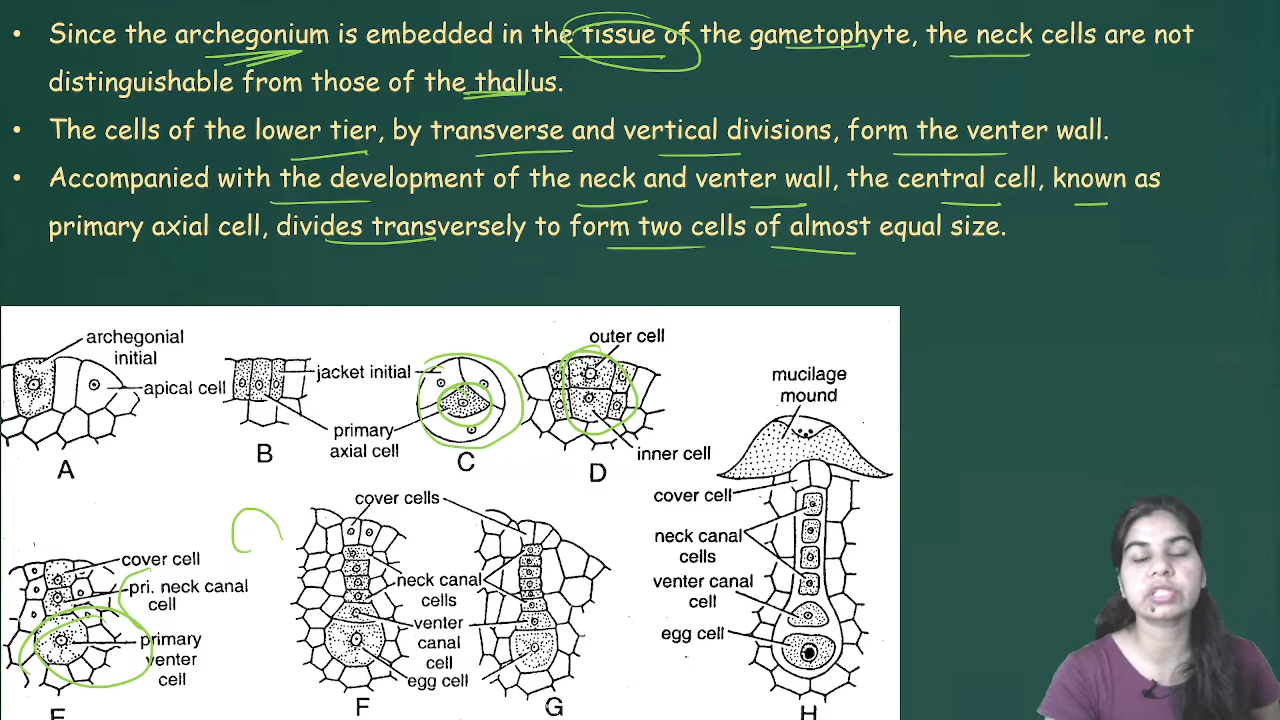 • Since the archegonium is embedded in the tissue of the gametophyte, the neck cells are not
distinguishable from those of the thallus.
• The cells of the lower tier, by transverse and vertical divisions, form the venter wall.
• Accompanied with the development of the neck and venter wall, the central cell, known as
primary axial cell, divides transversely to form two cells of almost equal size.
archegonial
initial
apical cell
A
jacket initial
primary
axial cell
B
C
outer cell
inner cell
D
cover cell
pri. neck canal
cell
primary
venter
cell
E
cover cells
neck canal
cells
venter
canal
cell
egg cell
F
G
mucilage
mound
cover cell
neck canal
cells
venter canal
cell
egg cell
H